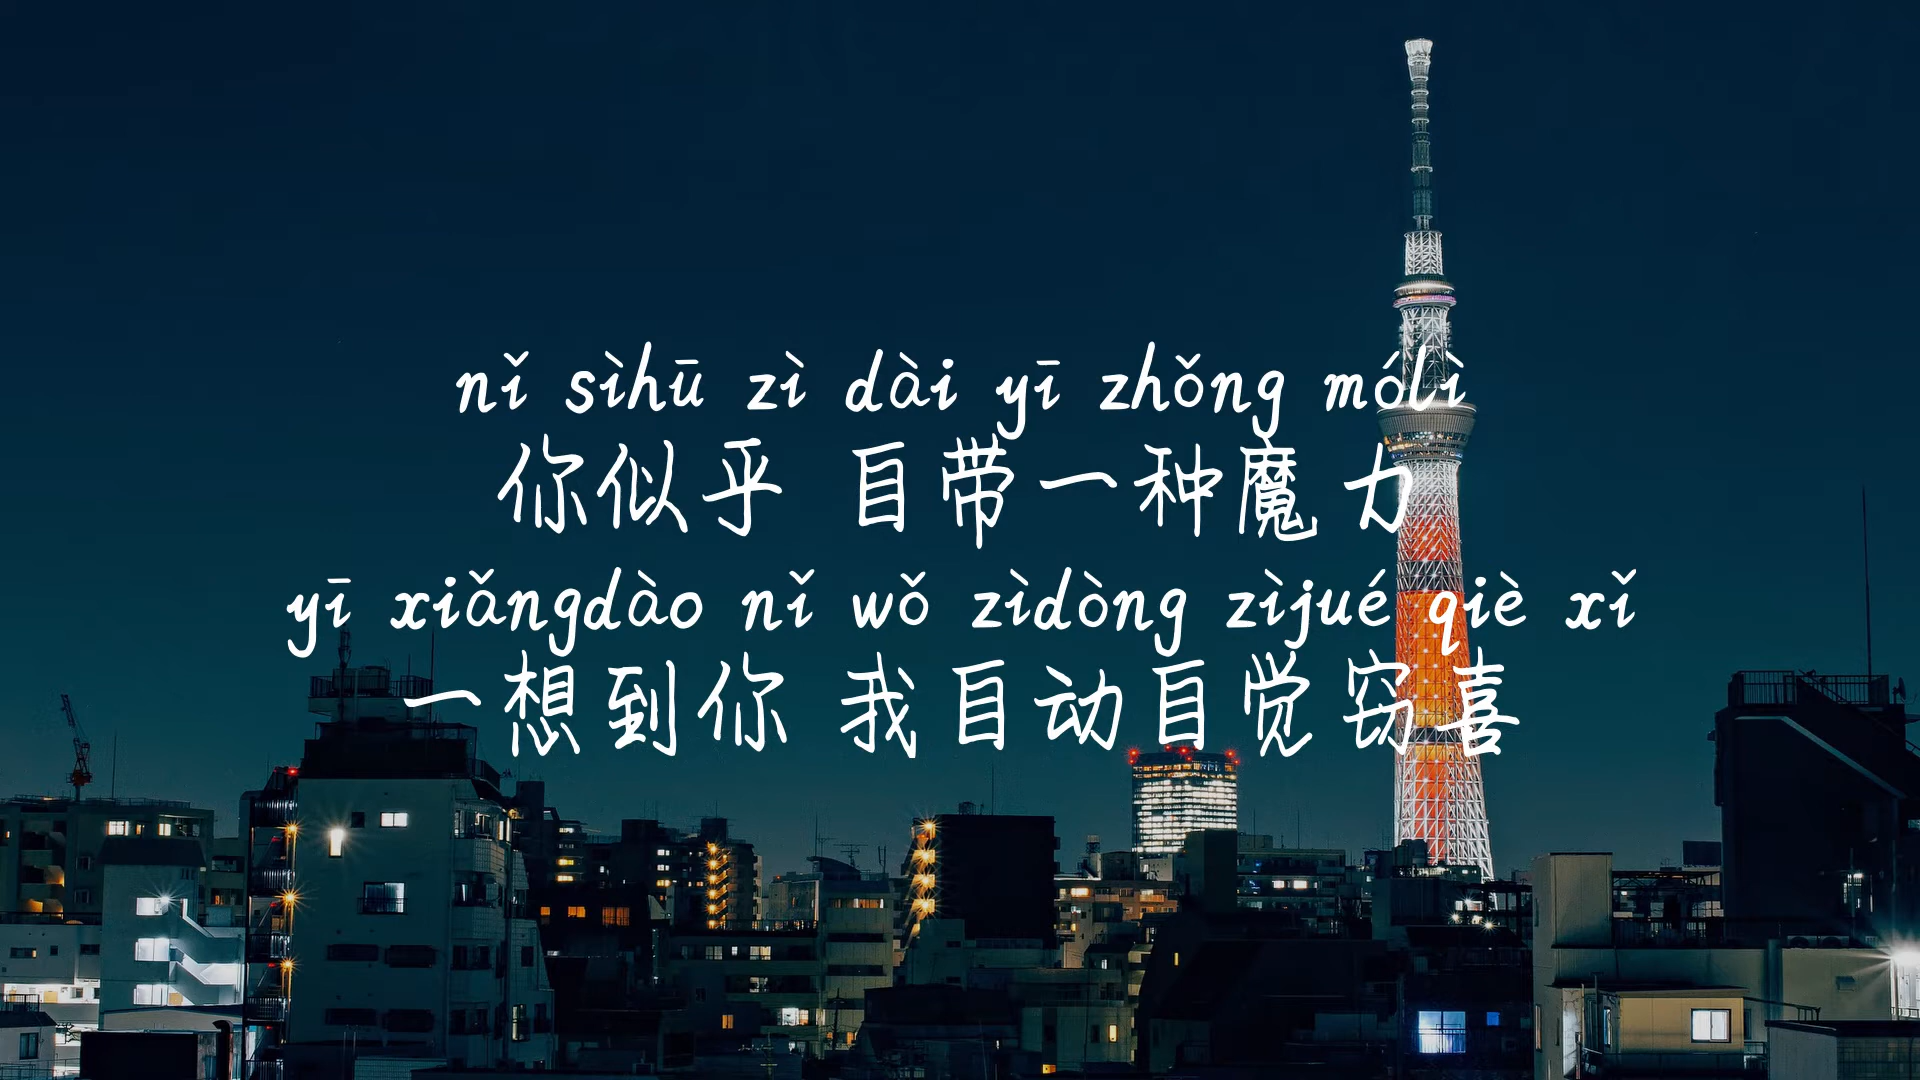 nǐ sìhū zì dài yī zhǒng mólì
你似乎 自带一种魔力
yī xiǎngdào nǐ wǒ zìdòng zìjué qiè xǐ
一想到你 我自动自觉窃喜